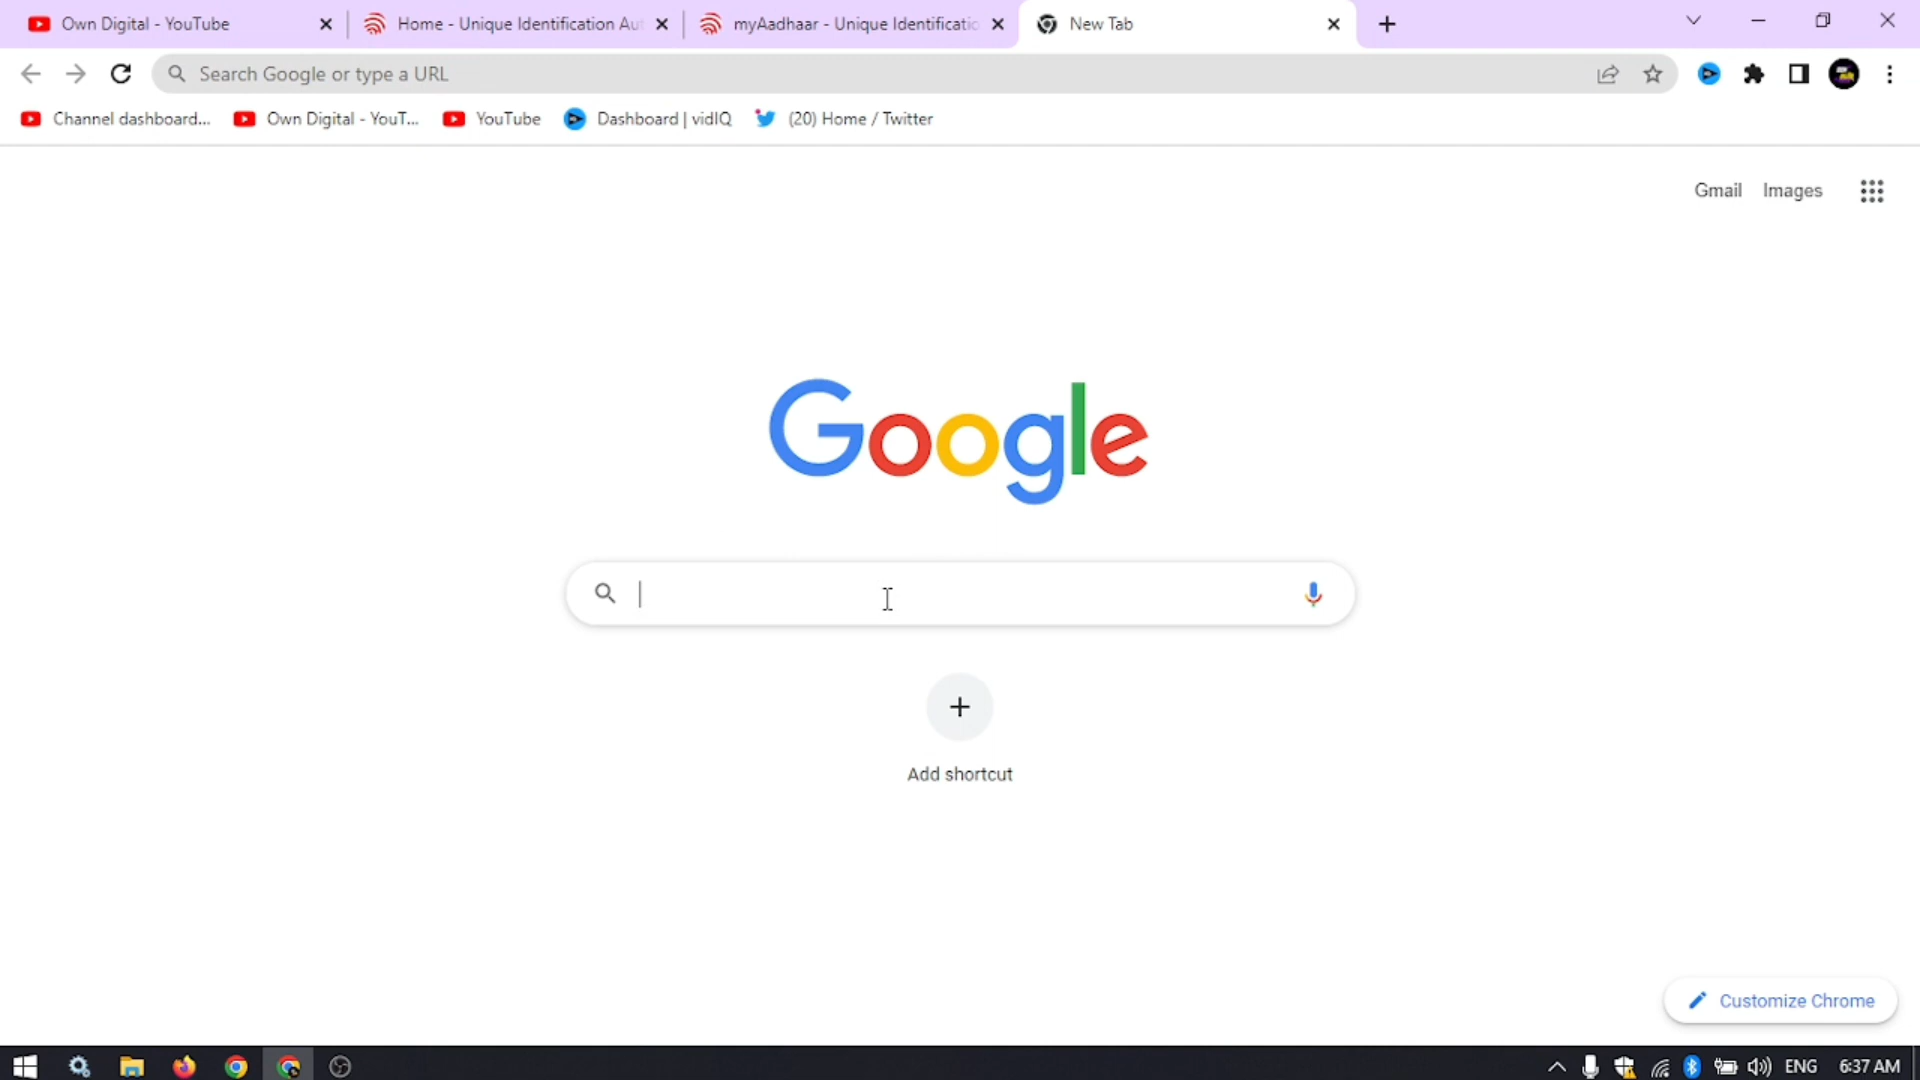 Own Digital - YouTube
Home - Unique Identification Au
myAadhaar - Unique Identificatio
New Tab
Search Google or type a URL
Channel dashboard...
Own Digital - YouT...
YouTube
Dashboard | vidIQ
(20) Home / Twitter
Gmail
Images
Google
Add shortcut
Customize Chrome
ENG
6:37 AM